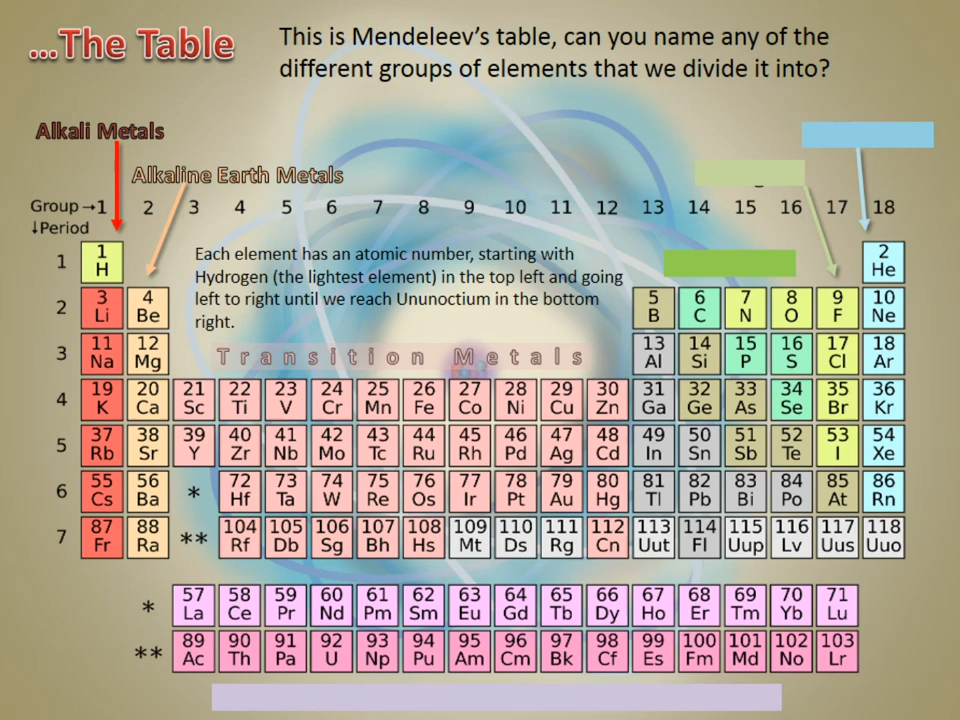 ...The Table
This is Mendeleev's table, can you name any of the
different groups of elements that we divide it into?
Alkali Metals
Alkaline Earth Metals
Group →1 2 3 4 5 6 7 8 9 10 11 12 13 14 15 16 17 18
↓Period
Each element has an atomic number, starting with
Hydrogen (the lightest element) in the top left and going
left to right until we reach Ununoctium in the bottom
right.
1 1 2
H He
2 3 4 5 6 7 8 9 10
Li Be B C N O F Ne
3 11 12 13 14 15 16 17 18
Na Mg Al Si P S Cl Ar
Transition Metals
4 19 20 21 22 23 24 25 26 27 28 29 30 31 32 33 34 35 36
K Ca Sc Ti V Cr Mn Fe Co Ni Cu Zn Ga Ge As Se Br Kr
5 37 38 39 40 41 42 43 44 45 46 47 48 49 50 51 52 53 54
Rb Sr Y Zr Nb Mo Tc Ru Rh Pd Ag Cd In Sn Sb Te I Xe
6 55 56 * 72 73 74 75 76 77 78 79 80 81 82 83 84 85 86
Cs Ba Hf Ta W Re Os Ir Pt Au Hg Tl Pb Bi Po At Rn
7 87 88 ** 104 105 106 107 108 109 110 111 112 113 114 115 116 117 118
Fr Ra Rf Db Sg Bh Hs Mt Ds Rg Cn Uut Fl Uup Lv Uus Uuo
* 57 58 59 60 61 62 63 64 65 66 67 68 69 70 71
La Ce Pr Nd Pm Sm Eu Gd Tb Dy Ho Er Tm Yb Lu
** 89 90 91 92 93 94 95 96 97 98 99 100 101 102 103
Ac Th Pa U Np Pu Am Cm Bk Cf Es Fm Md No Lr